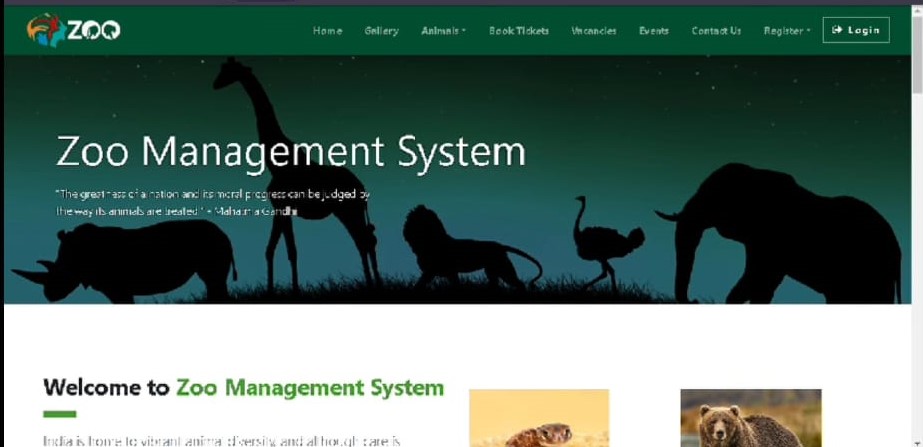 ZOO
Home Gallery Animals Book Tickets Vacancies Events Contact Us Register Login
Zoo Management System
"The greatness of a nation and its moral progress can be judged by
the way its animals are treated" - Mahatma Gandhi
Welcome to Zoo Management System
India is home to vibrant animal diversity, and although care is